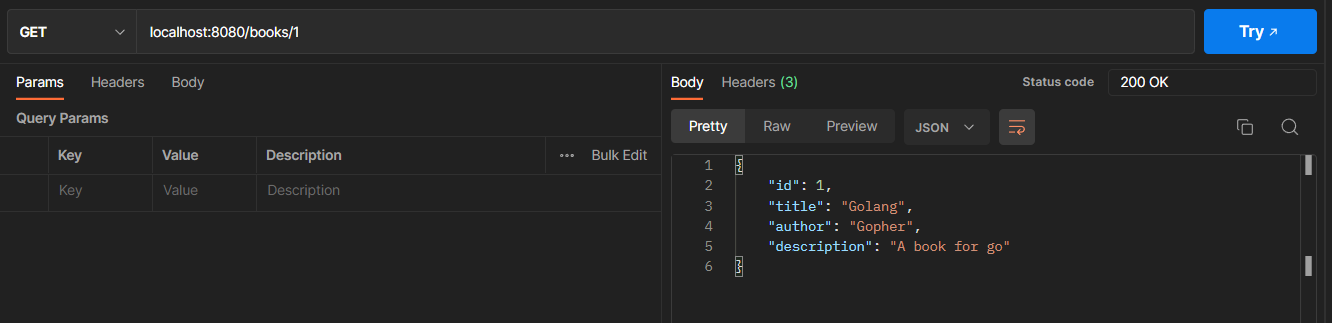 GET localhost:8080/books/1 Try ↗
Params Headers Body
Query Params
Key Value Description ••• Bulk Edit
Key Value Description
Body Headers (3) Status code 200 OK
Pretty Raw Preview JSON
1 {
2 "id": 1,
3 "title": "Golang",
4 "author": "Gopher",
5 "description": "A book for go"
6 }